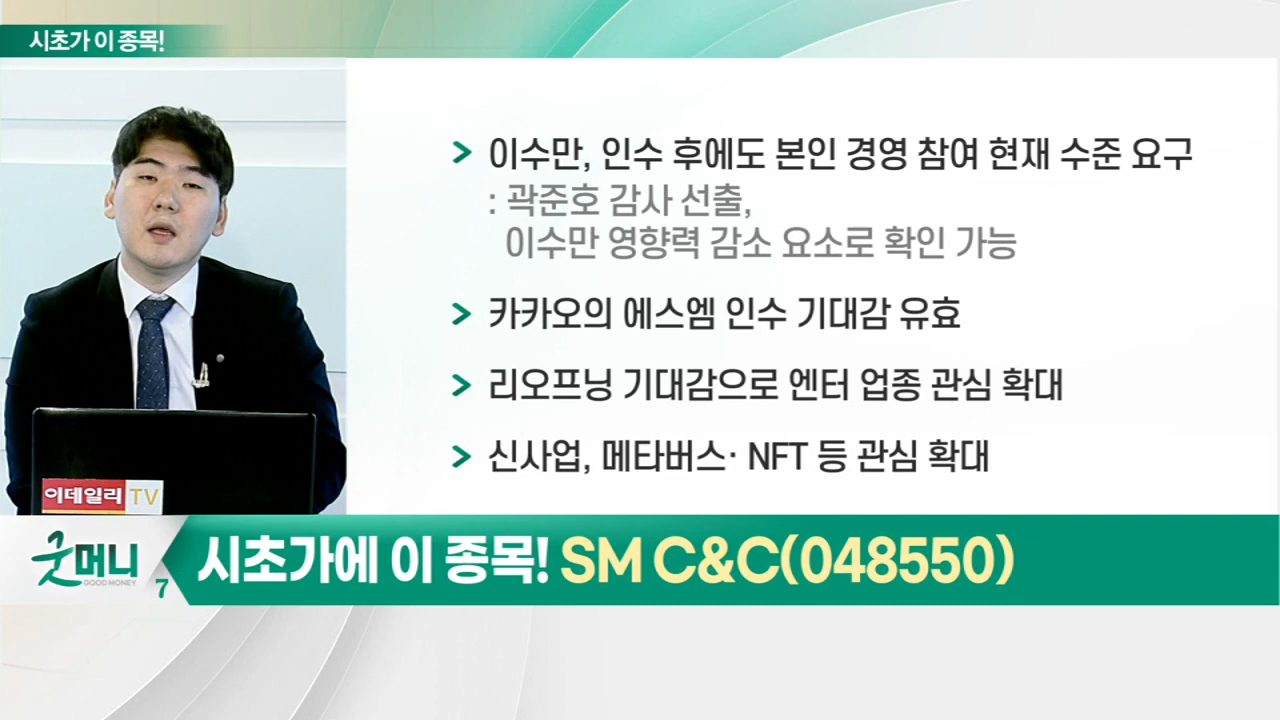 시초가 이 종목!
> 이수만, 인수 후에도 본인 경영 참여 현재 수준 요구
: 곽준호 감사 선출,
이수만 영향력 감소 요소로 확인 가능
> 카카오의 에스엠 인수 기대감 유효
> 리오프닝 기대감으로 엔터 업종 관심 확대
> 신사업, 메타버스· NFT 등 관심 확대
이데일리 TV
굿머니
GOOD MONEY
7
시초가에 이 종목! SM C&C(048550)